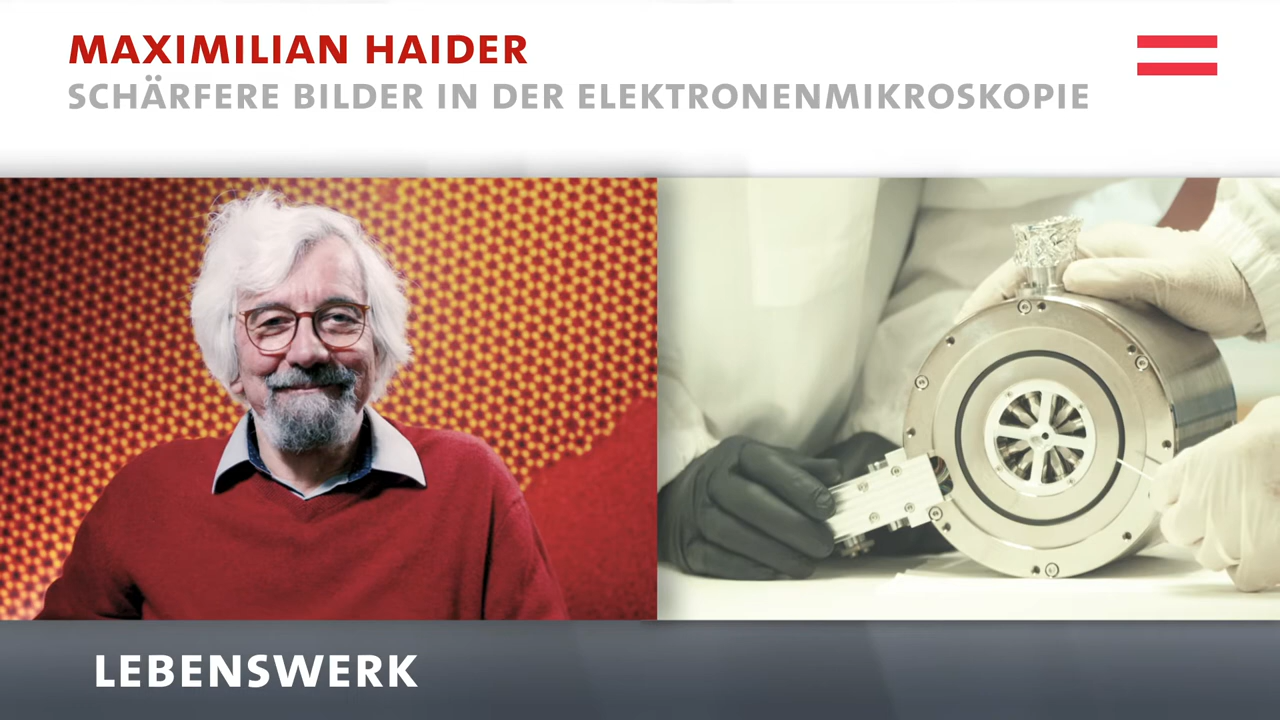 MAXIMILIAN HAIDER
SCHÄRFERE BILDER IN DER ELEKTRONENMIKROSKOPIE
LEBENSWERK